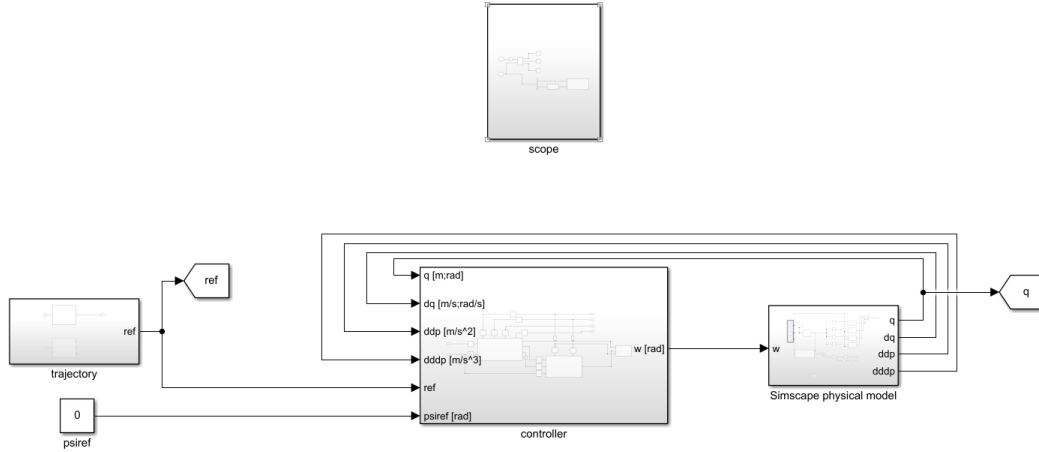 scope
ref
ref
trajectory
0
psiref
q [m;rad]
dq [m/s;rad/s]
ddp [m/s^2]
dddp [m/s^3]
ref
psiref [rad]
w [rad]
controller
w
q
dq
ddp
dddp
Simscape physical model
q